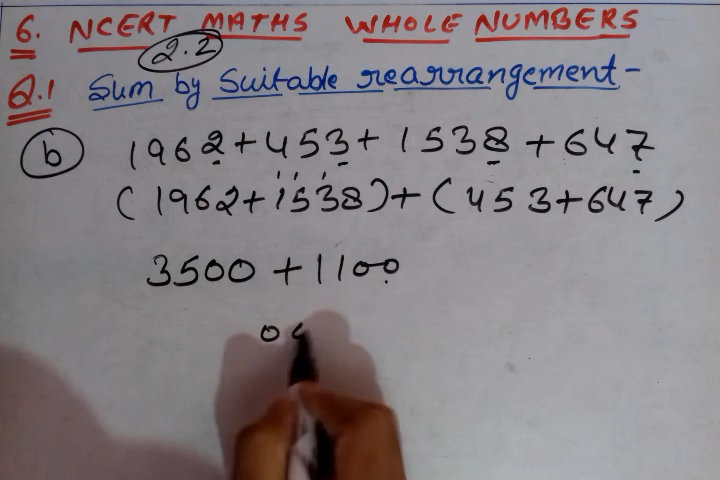 6. NCERT MATHS WHOLE NUMBERS
2.2
Q.1 Sum by Suitable rearrangement-
b 1962+453+1538+647
(1962+1538)+(453+647)
3500+1100
0